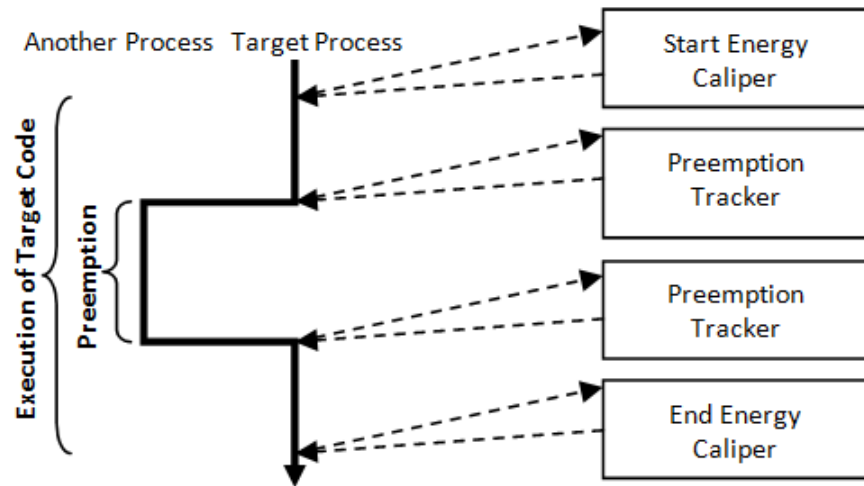 Another Process
Target Process
Start Energy
Caliper
Preemption
Tracker
Preemption
Tracker
End Energy
Caliper
Execution of Target Code
Preemption